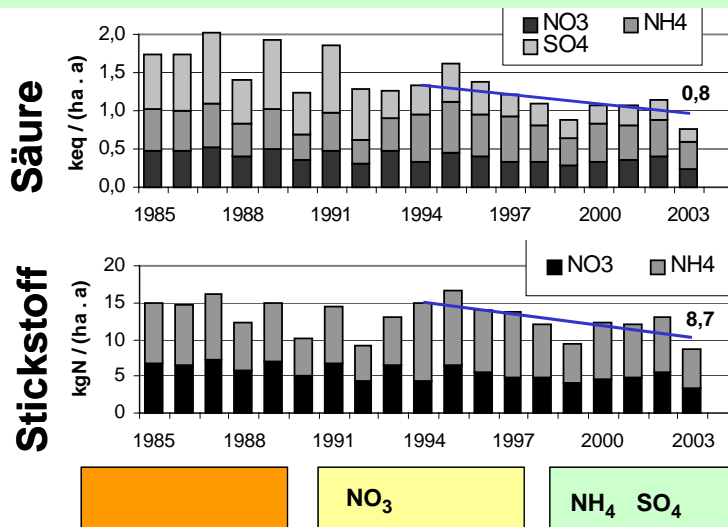 NO3 NH4
SO4
Säure
keq / (ha . a)
2,0
1,5
1,0
0,5
0,0
0,8
1985 1988 1991 1994 1997 2000 2003
Stickstoff
kgN / (ha . a)
NO3 NH4
20
15
10
5
0
8,7
1985 1988 1991 1994 1997 2000 2003
NO₃
NH₄ SO₄